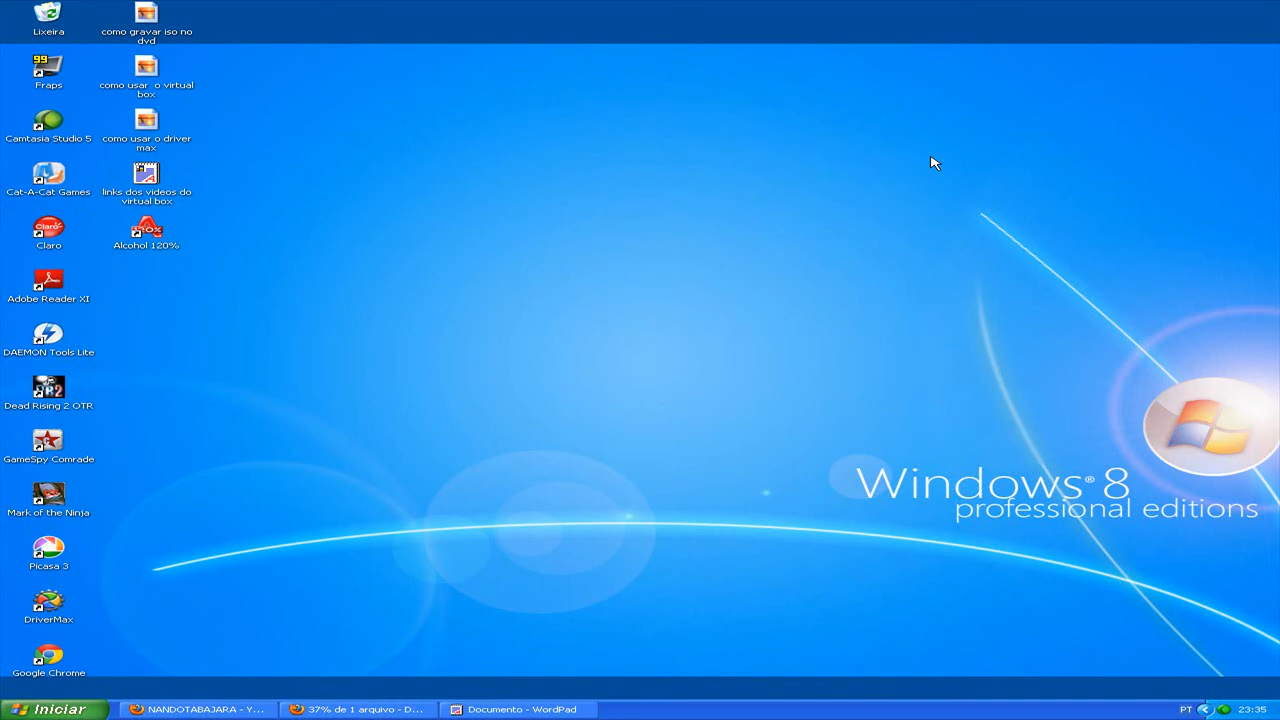 Lixeira
como gravar iso no
dvd
99
Fraps
como usar o virtual
box
Camtasia Studio 5
como usar o driver
max
Cat-A-Cat Games
links dos videos do
virtual box
Claro
Claro
Alcohol 120%
Adobe Reader XI
DAEMON Tools Lite
Dead Rising 2 OTR
GameSpy Comrade
Mark of the Ninja
Picasa 3
DriverMax
Google Chrome
Windows® 8
professional editions
Iniciar
NANDOTABAJARA - Y...
37% de 1 arquivo - D...
Documento - WordPad
PT
23:35